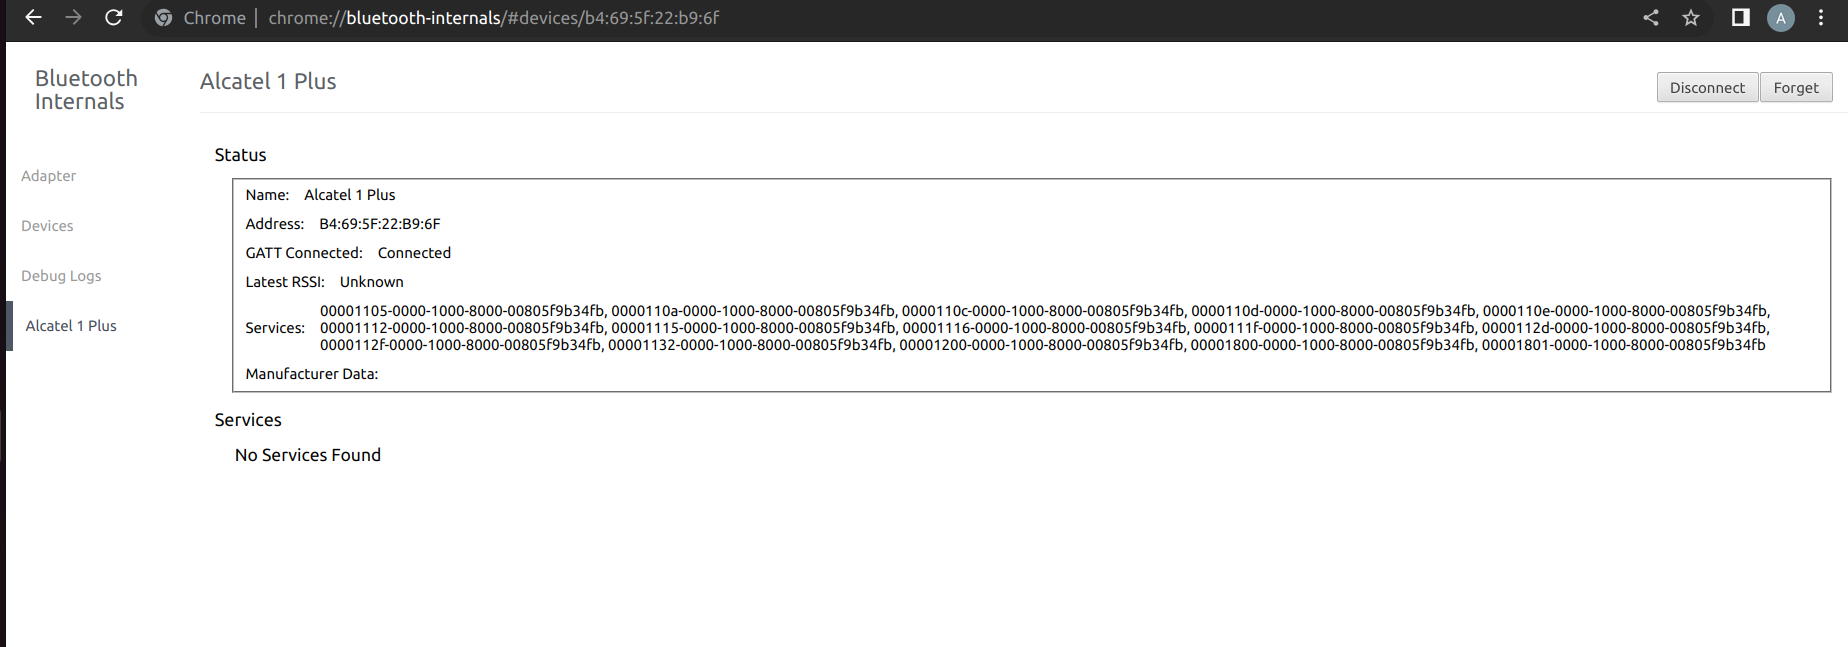 Chrome | chrome://bluetooth-internals/#devices/b4:69:5f:22:b9:6f
A
Bluetooth
Internals
Alcatel 1 Plus
Disconnect
Forget
Adapter
Devices
Debug Logs
Alcatel 1 Plus
Status
Name: Alcatel 1 Plus
Address: B4:69:5F:22:B9:6F
GATT Connected: Connected
Latest RSSI: Unknown
Services:
00001105-0000-1000-8000-00805f9b34fb, 0000110a-0000-1000-8000-00805f9b34fb, 0000110c-0000-1000-8000-00805f9b34fb, 0000110d-0000-1000-8000-00805f9b34fb, 0000110e-0000-1000-8000-00805f9b34fb,
00001112-0000-1000-8000-00805f9b34fb, 00001115-0000-1000-8000-00805f9b34fb, 00001116-0000-1000-8000-00805f9b34fb, 0000111f-0000-1000-8000-00805f9b34fb, 0000112d-0000-1000-8000-00805f9b34fb,
0000112f-0000-1000-8000-00805f9b34fb, 00001132-0000-1000-8000-00805f9b34fb, 00001200-0000-1000-8000-00805f9b34fb, 00001800-0000-1000-8000-00805f9b34fb, 00001801-0000-1000-8000-00805f9b34fb
Manufacturer Data:
Services
No Services Found